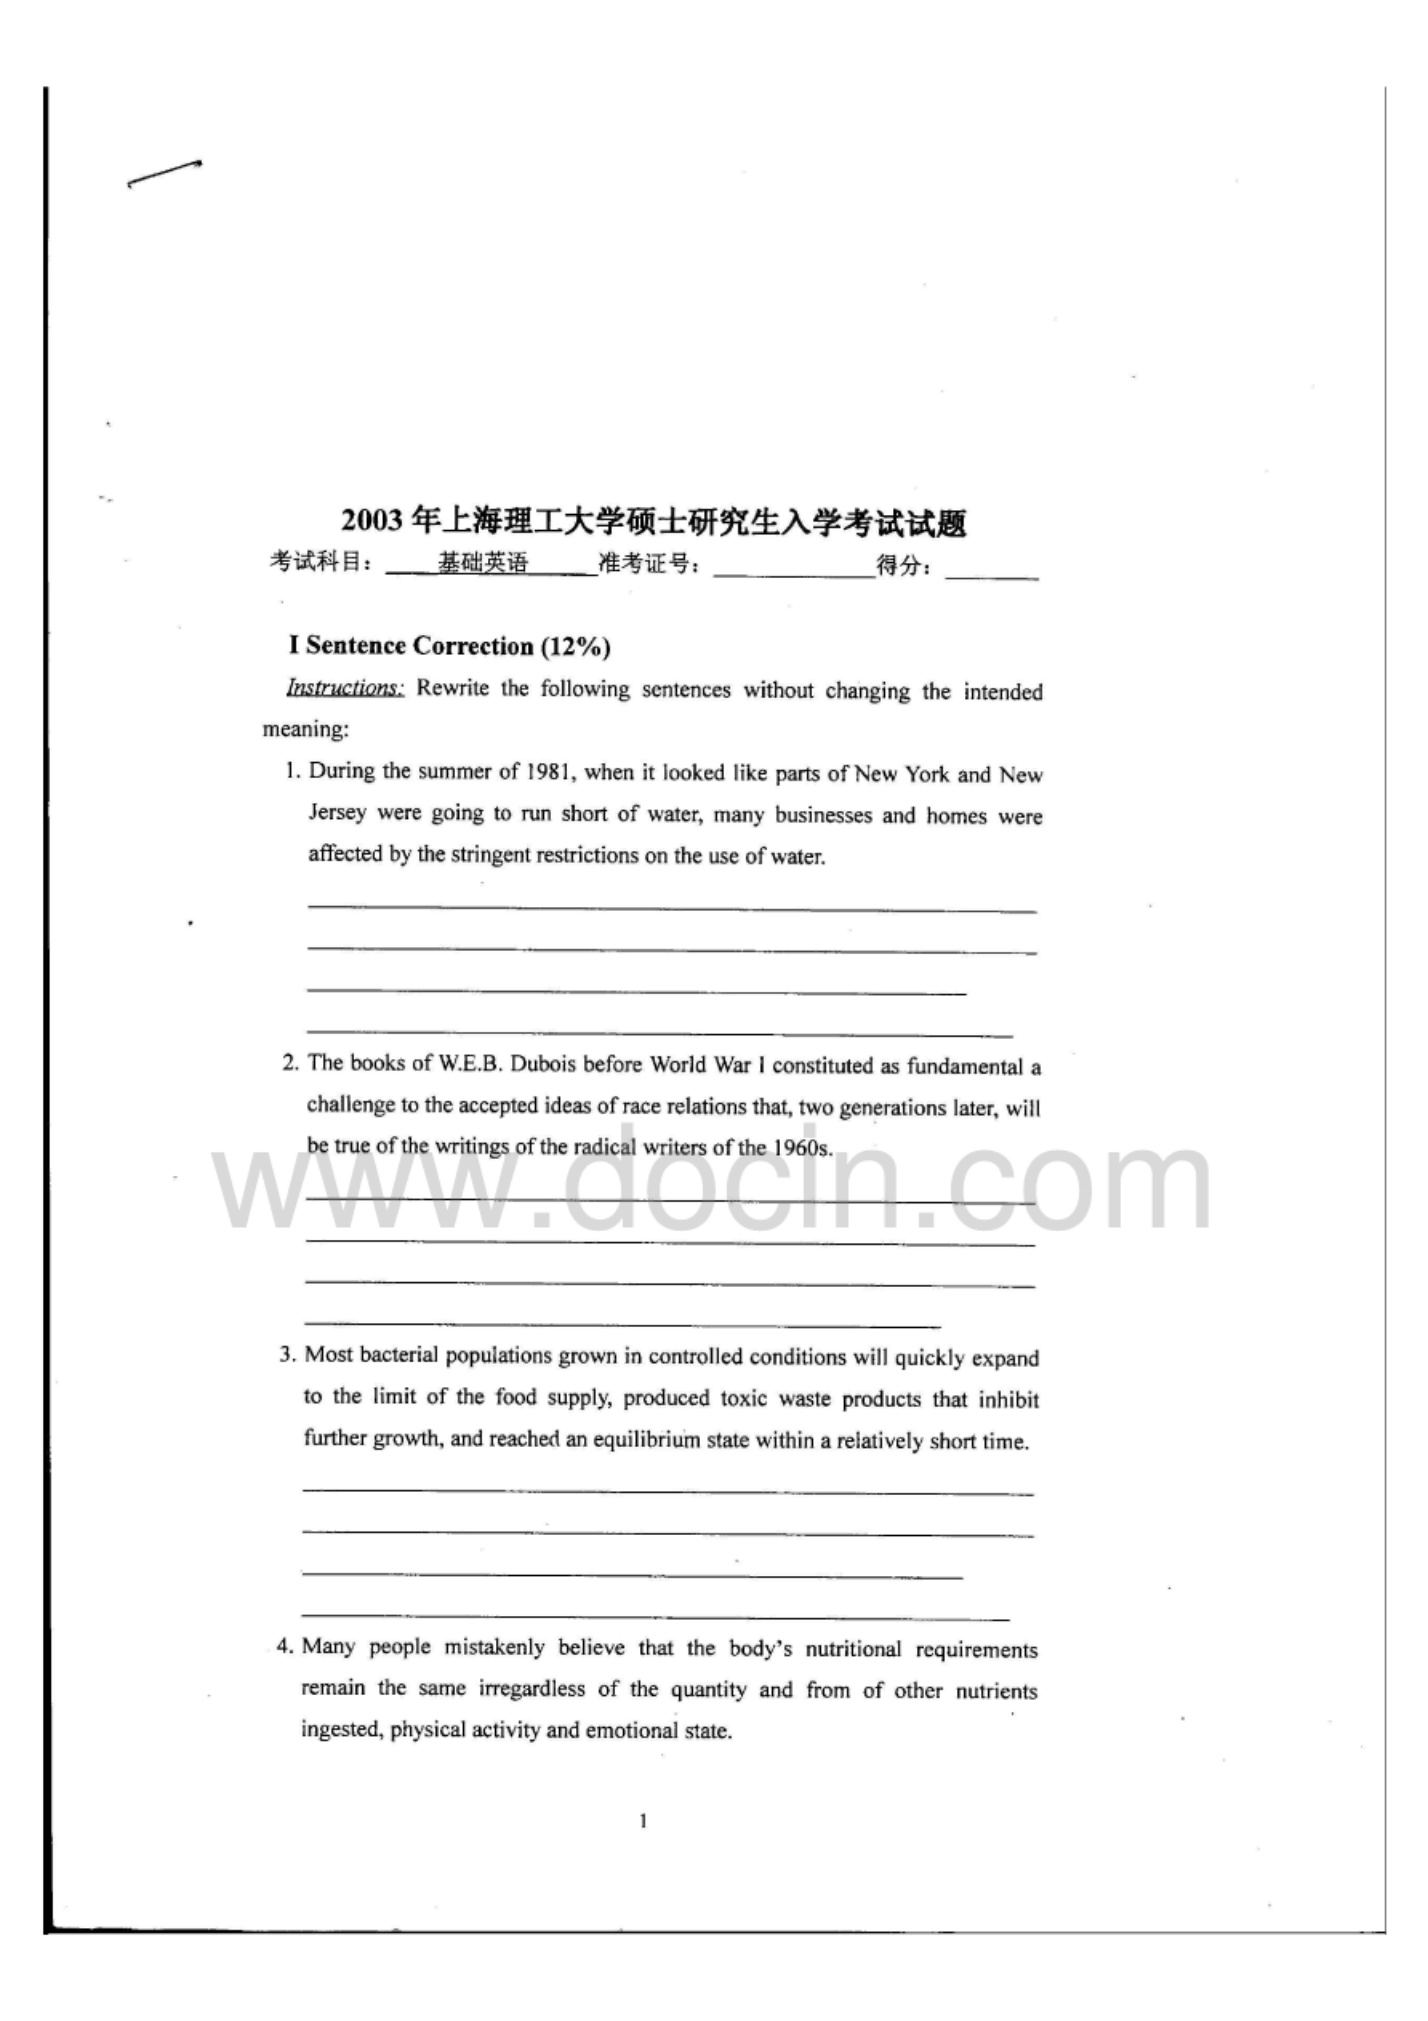 2003 年上海理工大学硕士研究生入学考试试题
考试科目： 基础英语 准考证号： 得分：
I Sentence Correction (12%)
Instructions: Rewrite the following sentences without changing the intended
meaning:
1. During the summer of 1981, when it looked like parts of New York and New
Jersey were going to run short of water, many businesses and homes were
affected by the stringent restrictions on the use of water.
2. The books of W.E.B. Dubois before World War I constituted as fundamental a
challenge to the accepted ideas of race relations that, two generations later, will
be true of the writings of the radical writers of the 1960s.
www.docin.com
3. Most bacterial populations grown in controlled conditions will quickly expand
to the limit of the food supply, produced toxic waste products that inhibit
further growth, and reached an equilibrium state within a relatively short time.
4. Many people mistakenly believe that the body's nutritional requirements
remain the same irregardless of the quantity and from of other nutrients
ingested, physical activity and emotional state.
1